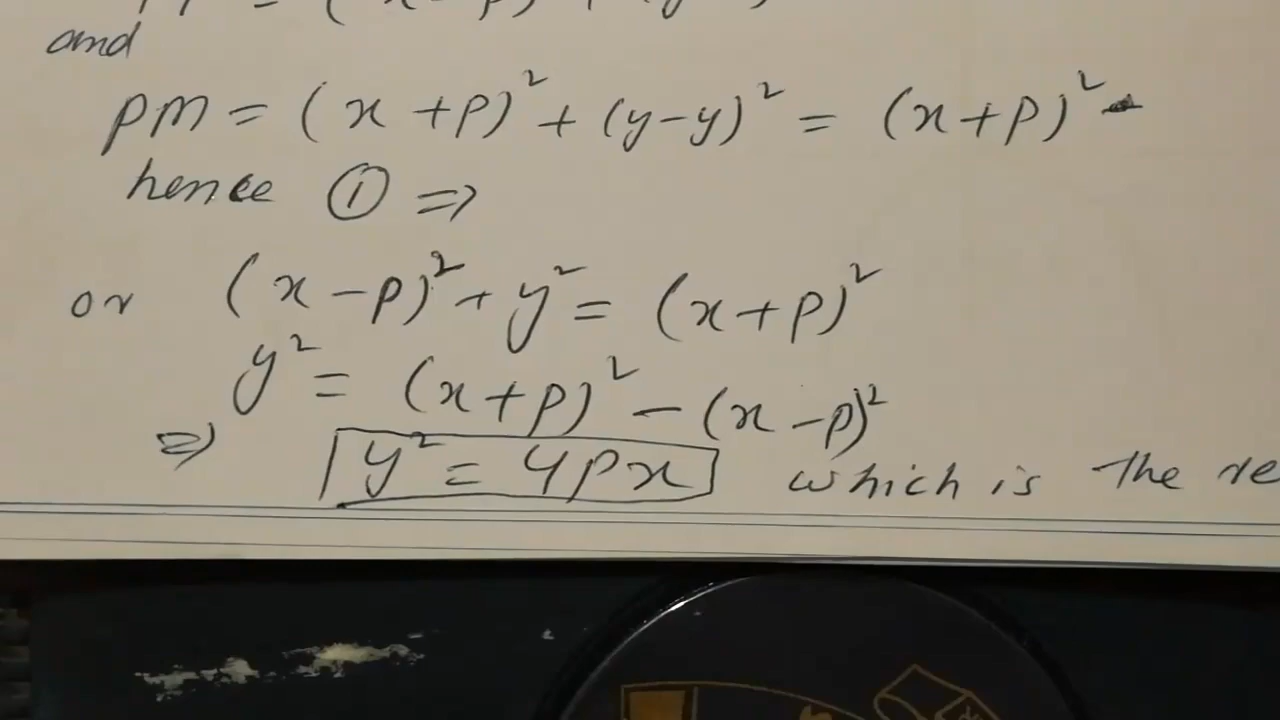 and
PM = (x+p)² + (y-y)² = (x+p)²
hence ① ⇒
or (x-p)² + y² = (x+p)²
y² = (x+p)² - (x-p)²
⇒ y² = 4px which is the